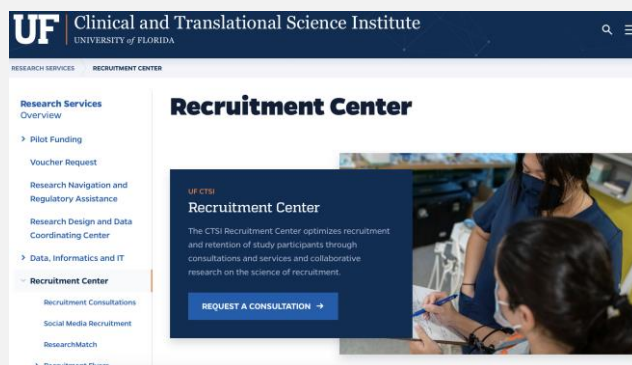 UF Clinical and Translational Science Institute
UNIVERSITY of FLORIDA
RESEARCH SERVICES
RECRUITMENT CENTER
Research Services
Overview
Pilot Funding
Voucher Request
Research Navigation and
Regulatory Assistance
Research Design and Data
Coordinating Center
Data, Informatics and IT
Recruitment Center
Recruitment Consultations
Social Media Recruitment
ResearchMatch
Recruitment Flyers
Recruitment Center
UF CTSI
Recruitment Center
The CTSI Recruitment Center optimizes recruitment
and retention of study participants through
consultations and services and collaborative
research on the science of recruitment.
REQUEST A CONSULTATION →